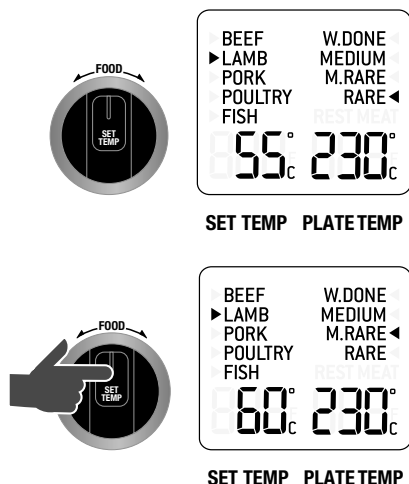 FOOD
SET
TEMP
BEEF W.DONE
LAMB MEDIUM
PORK M.RARE
POULTRY RARE
FISH REST MEAT
55°C 230°C
SET TEMP PLATE TEMP
FOOD
SET
TEMP
BEEF W.DONE
LAMB MEDIUM
PORK M.RARE
POULTRY RARE
FISH REST MEAT
60°C 230°C
SET TEMP PLATE TEMP